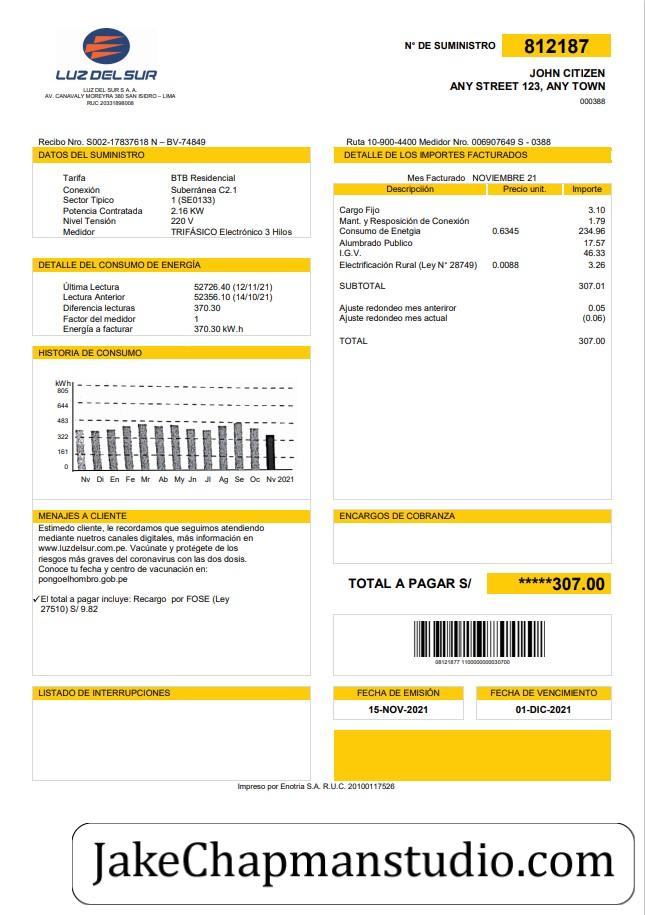 LUZ DEL SUR
LUZ DEL SUR S A. A.
AV. CANAVALY MOREYRA 380 SAN ISIDRO – LIMA
RUC 20331898008
N° DE SUMINISTRO 812187
JOHN CITIZEN
ANY STREET 123, ANY TOWN
000388
Recibo Nro. S002-17837618 N – BV-74849
DATOS DEL SUMINISTRO
Tarifa BTB Residencial
Conexión Suberránea C2.1
Sector Tipico 1 (SE0133)
Potencia Contratada 2.16 KW
Nivel Tensión 220 V
Medidor TRIFÁSICO Electrónico 3 Hilos
DETALLE DEL CONSUMO DE ENERGÍA
Última Lectura 52726.40 (12/11/21)
Lectura Anterior 52356.10 (14/10/21)
Diferencia lecturas 370.30
Factor del medidor 1
Energía a facturar 370.30 kW.h
HISTORIA DE CONSUMO
kWh
805
644
483
322
161
0
Nv Di En Fe Mr Ab My Jn Jl Ag Se Oc Nv 2021
MENAJES A CLIENTE
Estimedo cliente, le recordamos que seguimos atendiendo
mediante nuetros canales digitales, más información en
www.luzdelsur.com.pe. Vacúnate y protégete de los
riesgos más graves del coronavirus con las dos dosis.
Conoce tu fecha y centro de vacunación en:
pongoelhombro.gob.pe
✓El total a pagar incluye: Recargo por FOSE (Ley
27510) S/ 9.82
LISTADO DE INTERRUPCIONES
Ruta 10-900-4400 Medidor Nro. 006907649 S - 0388
DETALLE DE LOS IMPORTES FACTURADOS
Mes Facturado NOVIEMBRE 21
Descripción Precio unit. Importe
Cargo Fijo 3.10
Mant. y Resposición de Conexión 1.79
Consumo de Enetgia 0.6345 234.96
Alumbrado Publico 17.57
I.G.V. 46.33
Electrificación Rural (Ley N° 28749) 0.0088 3.26
SUBTOTAL 307.01
Ajuste redondeo mes anteriror 0.05
Ajuste redondeo mes actual (0.06)
TOTAL 307.00
ENCARGOS DE COBRANZA
TOTAL A PAGAR S/ *****307.00
08121877 1100000000030700
FECHA DE EMISIÓN FECHA DE VENCIMIENTO
15-NOV-2021 01-DIC-2021
Impreso por Enotria S.A. R.U.C. 20100117526
JakeChapmanstudio.com